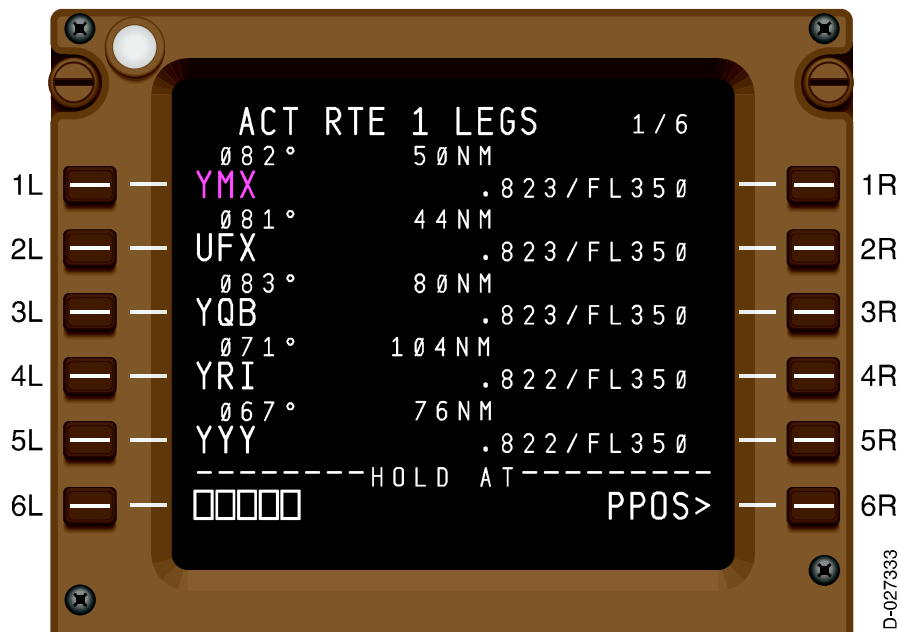 ACT RTE 1 LEGS 1/6
Ø82° 5ØNM
1L YMX .823/FL35Ø 1R
Ø81° 44NM
2L UFX .823/FL35Ø 2R
Ø83° 8ØNM
3L YQB .823/FL35Ø 3R
Ø71° 1Ø4NM
4L YRI .822/FL35Ø 4R
Ø67° 76NM
5L YYY .822/FL35Ø 5R
--------HOLD AT---------
6L □□□□□ PPOS> 6R
D-027333